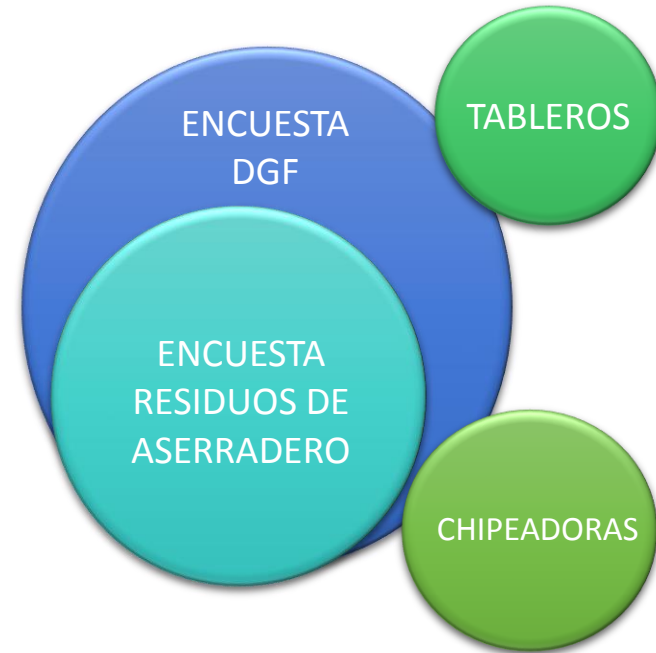 ENCUESTA
DGF
TABLEROS
ENCUESTA
RESIDUOS DE
ASERRADERO
CHIPEADORAS